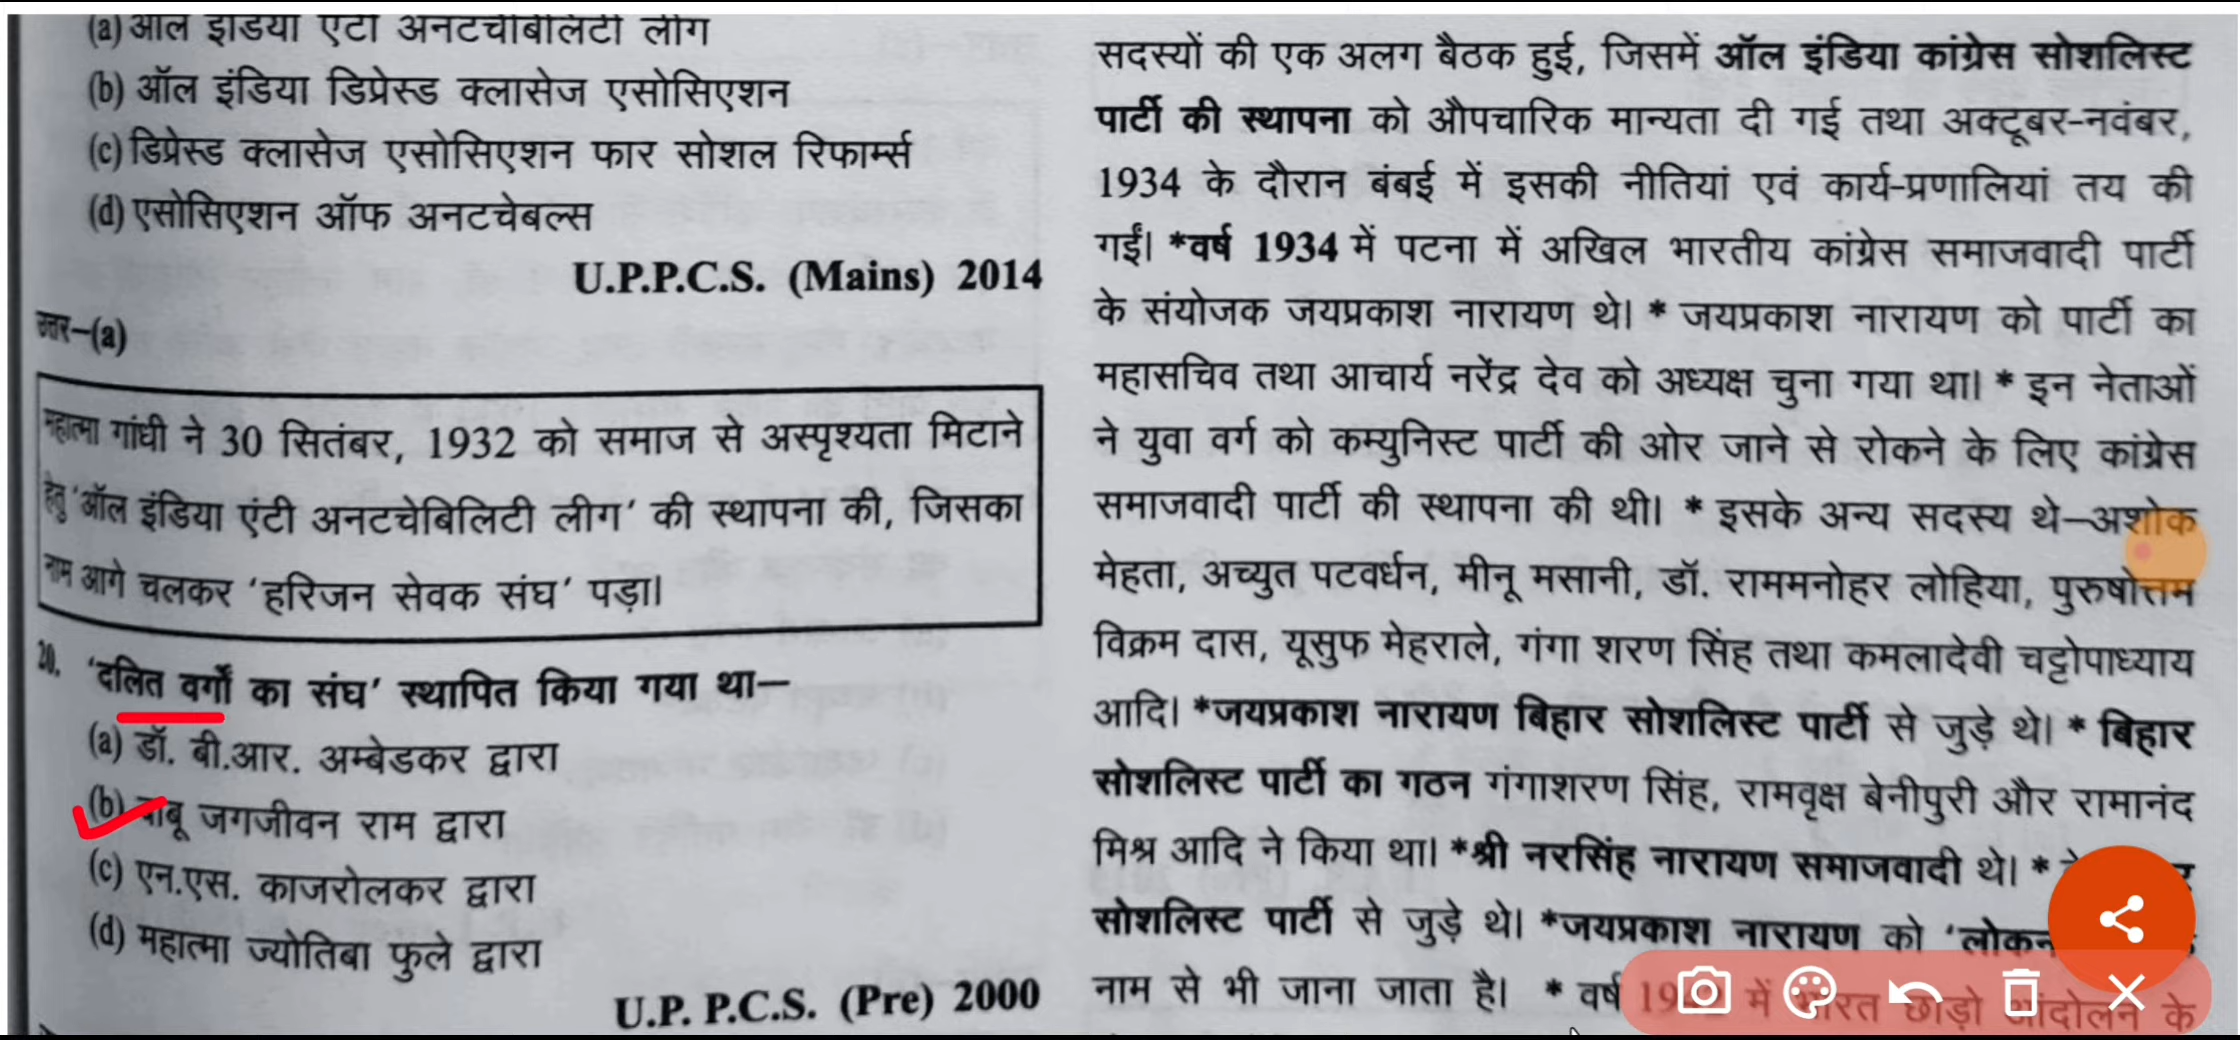 (a) ऑल इंडिया एंटी अनटचेबिलिटी लीग
(b) ऑल इंडिया डिप्रेस्ड क्लासेज एसोसिएशन
(c) डिप्रेस्ड क्लासेज एसोसिएशन फार सोशल रिफार्म्स
(d) एसोसिएशन ऑफ अनटचेबल्स
U.P.P.C.S. (Mains) 2014
उत्तर–(a)
महात्मा गांधी ने 30 सितंबर, 1932 को समाज से अस्पृश्यता मिटाने
हेतु 'ऑल इंडिया एंटी अनटचेबिलिटी लीग' की स्थापना की, जिसका
नाम आगे चलकर 'हरिजन सेवक संघ' पड़ा।
20. 'दलित वर्गों का संघ' स्थापित किया गया था–
(a) डॉ. बी.आर. अम्बेडकर द्वारा
(b) बाबू जगजीवन राम द्वारा
(c) एन.एस. काजरोलकर द्वारा
(d) महात्मा ज्योतिबा फुले द्वारा
U.P. P.C.S. (Pre) 2000
सदस्यों की एक अलग बैठक हुई, जिसमें ऑल इंडिया कांग्रेस सोशलिस्ट
पार्टी की स्थापना को औपचारिक मान्यता दी गई तथा अक्टूबर-नवंबर,
1934 के दौरान बंबई में इसकी नीतियां एवं कार्य-प्रणालियां तय की
गईं। *वर्ष 1934 में पटना में अखिल भारतीय कांग्रेस समाजवादी पार्टी
के संयोजक जयप्रकाश नारायण थे। * जयप्रकाश नारायण को पार्टी का
महासचिव तथा आचार्य नरेंद्र देव को अध्यक्ष चुना गया था। * इन नेताओं
ने युवा वर्ग को कम्युनिस्ट पार्टी की ओर जाने से रोकने के लिए कांग्रेस
समाजवादी पार्टी की स्थापना की थी। * इसके अन्य सदस्य थे–अशोक
मेहता, अच्युत पटवर्धन, मीनू मसानी, डॉ. राममनोहर लोहिया, पुरुषोत्तम
विक्रम दास, यूसुफ मेहराले, गंगा शरण सिंह तथा कमलादेवी चट्टोपाध्याय
आदि। *जयप्रकाश नारायण बिहार सोशलिस्ट पार्टी से जुड़े थे। * बिहार
सोशलिस्ट पार्टी का गठन गंगाशरण सिंह, रामवृक्ष बेनीपुरी और रामानंद
मिश्र आदि ने किया था। *श्री नरसिंह नारायण समाजवादी थे। *
सोशलिस्ट पार्टी से जुड़े थे। *जयप्रकाश नारायण को
नाम से भी जाना जाता है। * वर्ष 1942 में भारत छोड़ो आंदोलन के